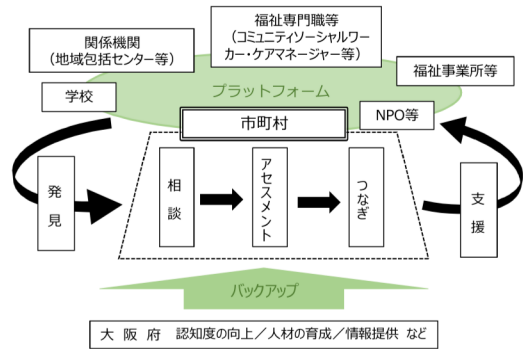 関係機関
（地域包括センター等）
福祉専門職等
（コミュニティソーシャルワー
カー・ケアマネージャー等）
福祉事業所等
学校
プラットフォーム
NPO等
市町村
発見
相談
アセスメント
つなぎ
支援
バックアップ
大 阪 府　認知度の向上／人材の育成／情報提供 など